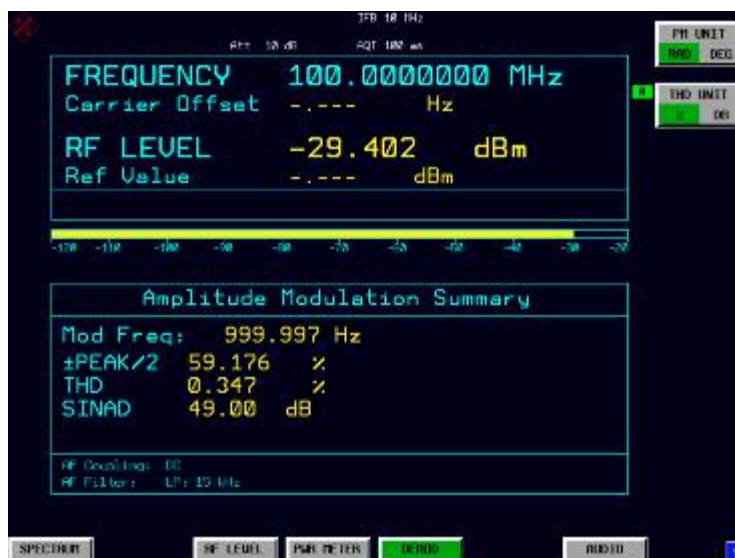 IFB 10 MHz
Att 10 dB AQT 100 ms
PM UNIT
RAD DEG
FREQUENCY 100.0000000 MHz
Carrier Offset -.--- Hz
A
THD UNIT
% DB
RF LEVEL -29.402 dBm
Ref Value -.--- dBm
-120 -110 -100 -90 -80 -70 -60 -50 -40 -30 -20
Amplitude Modulation Summary
Mod Freq: 999.997 Hz
±PEAK/2 59.176 %
THD 0.347 %
SINAD 49.00 dB
AF Coupling: DC
AF Filter: LP: 15 kHz
SPECTRUM RF LEVEL PWR METER DEMOD AUDIO